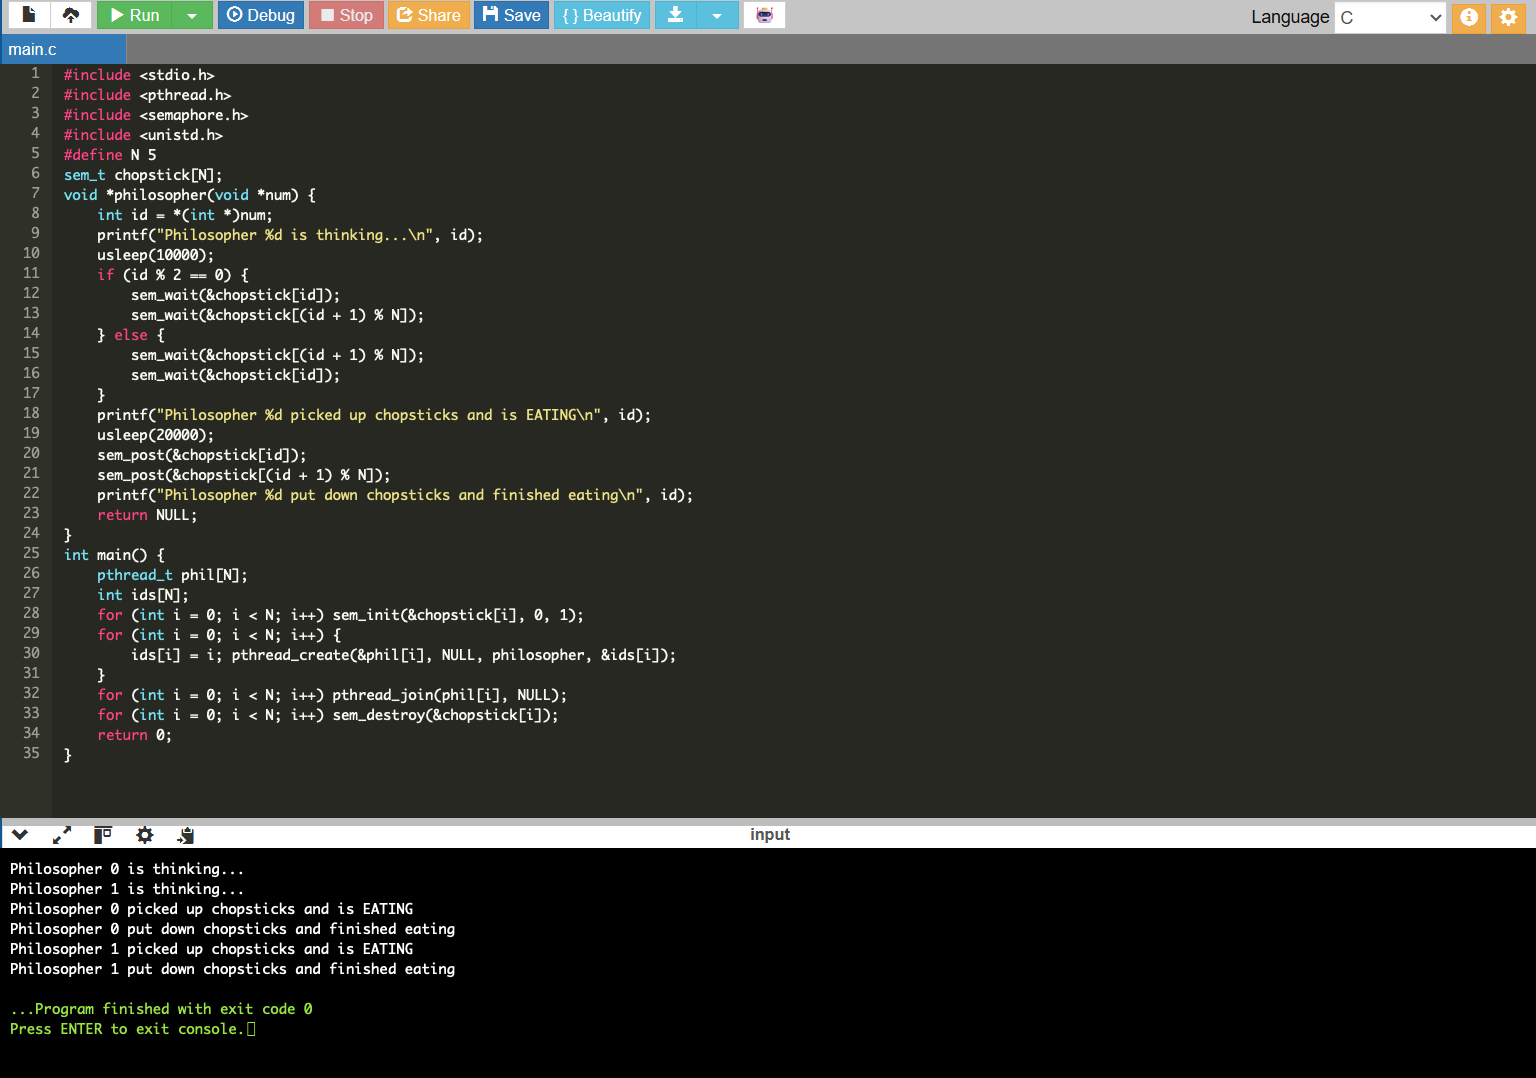 Run Debug Stop Share Save { } Beautify Language C
main.c
1 #include <stdio.h>
2 #include <pthread.h>
3 #include <semaphore.h>
4 #include <unistd.h>
5 #define N 5
6 sem_t chopstick[N];
7 void *philosopher(void *num) {
8     int id = *(int *)num;
9     printf("Philosopher %d is thinking...\n", id);
10     usleep(10000);
11     if (id % 2 == 0) {
12         sem_wait(&chopstick[id]);
13         sem_wait(&chopstick[(id + 1) % N]);
14     } else {
15         sem_wait(&chopstick[(id + 1) % N]);
16         sem_wait(&chopstick[id]);
17     }
18     printf("Philosopher %d picked up chopsticks and is EATING\n", id);
19     usleep(20000);
20     sem_post(&chopstick[id]);
21     sem_post(&chopstick[(id + 1) % N]);
22     printf("Philosopher %d put down chopsticks and finished eating\n", id);
23     return NULL;
24 }
25 int main() {
26     pthread_t phil[N];
27     int ids[N];
28     for (int i = 0; i < N; i++) sem_init(&chopstick[i], 0, 1);
29     for (int i = 0; i < N; i++) {
30         ids[i] = i; pthread_create(&phil[i], NULL, philosopher, &ids[i]);
31     }
32     for (int i = 0; i < N; i++) pthread_join(phil[i], NULL);
33     for (int i = 0; i < N; i++) sem_destroy(&chopstick[i]);
34     return 0;
35 }
input
Philosopher 0 is thinking...
Philosopher 1 is thinking...
Philosopher 0 picked up chopsticks and is EATING
Philosopher 0 put down chopsticks and finished eating
Philosopher 1 picked up chopsticks and is EATING
Philosopher 1 put down chopsticks and finished eating
...Program finished with exit code 0
Press ENTER to exit console.